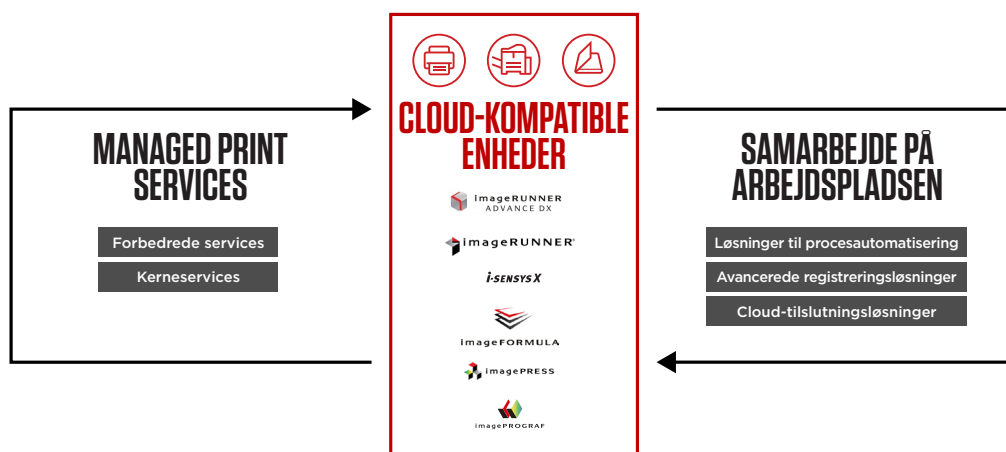 MANAGED PRINT
SERVICES
Forbedrede services
Kerneservices
CLOUD-KOMPATIBLE
ENHEDER
imageRUNNER
ADVANCE DX
imageRUNNER®
i-SENSYS X
imageFORMULA
imagePRESS
imagePROGRAF
SAMARBEJDE PÅ
ARBEJDSPLADSEN
Løsninger til procesautomatisering
Avancerede registreringsløsninger
Cloud-tilslutningsløsninger